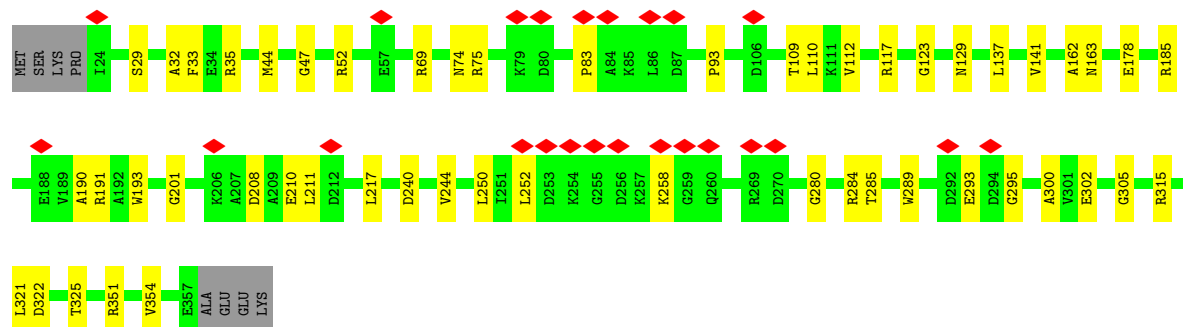 MET SER LYS PRO I24 S29 A32 F33 E34 R35 M44 G47 R52 E57 R69 N74 R75 K79 D80 P83 A84 K85 L86 D87 P93 D106 T109 L110 K111 V112 R117 G123 N129 L137 V141 A162 N163 E178 R185
E188 V189 A190 R191 A192 W193 G201 K206 A207 D208 A209 E210 L211 D212 L217 D240 V244 L250 I251 L252 D253 K254 G255 D256 K257 K258 G259 Q260 R269 D270 G280 R284 T285 W289 D292 E293 D294 G295 A300 V301 E302 G305 R315
L321 D322 T325 R351 V354 E357 ALA GLU GLU LYS